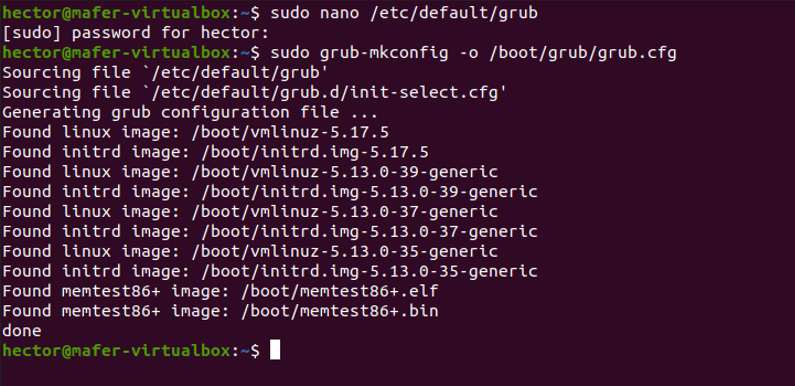 hector@mafer-virtualbox:~$ sudo nano /etc/default/grub
[sudo] password for hector:
hector@mafer-virtualbox:~$ sudo grub-mkconfig -o /boot/grub/grub.cfg
Sourcing file `/etc/default/grub'
Sourcing file `/etc/default/grub.d/init-select.cfg'
Generating grub configuration file ...
Found linux image: /boot/vmlinuz-5.17.5
Found initrd image: /boot/initrd.img-5.17.5
Found linux image: /boot/vmlinuz-5.13.0-39-generic
Found initrd image: /boot/initrd.img-5.13.0-39-generic
Found linux image: /boot/vmlinuz-5.13.0-37-generic
Found initrd image: /boot/initrd.img-5.13.0-37-generic
Found linux image: /boot/vmlinuz-5.13.0-35-generic
Found initrd image: /boot/initrd.img-5.13.0-35-generic
Found memtest86+ image: /boot/memtest86+.elf
Found memtest86+ image: /boot/memtest86+.bin
done
hector@mafer-virtualbox:~$